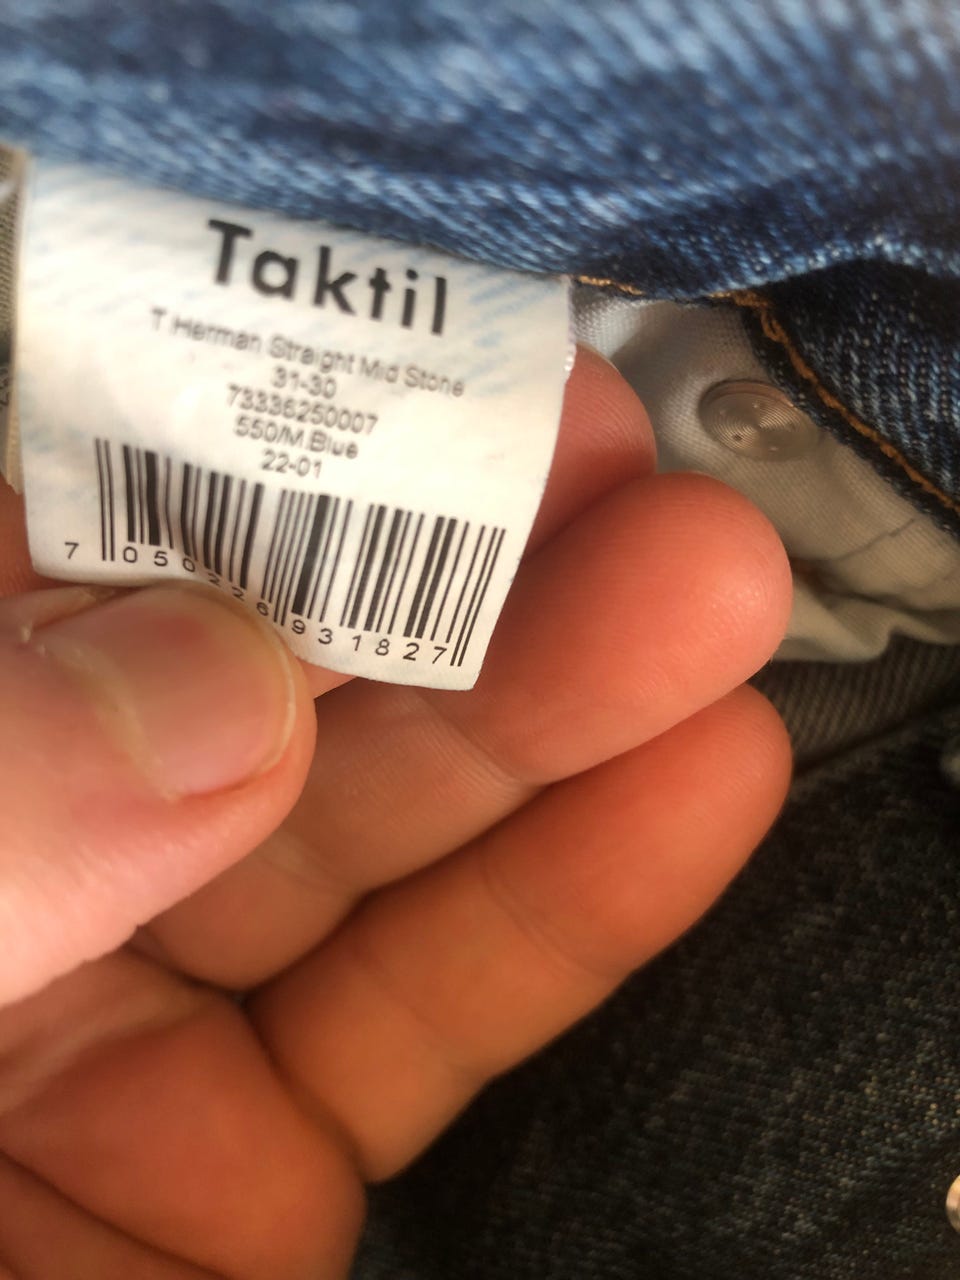 Taktil
T Herman Straight Mid Stone
31-30
73336250007
550/M.Blue
22-01
7 050226 931827